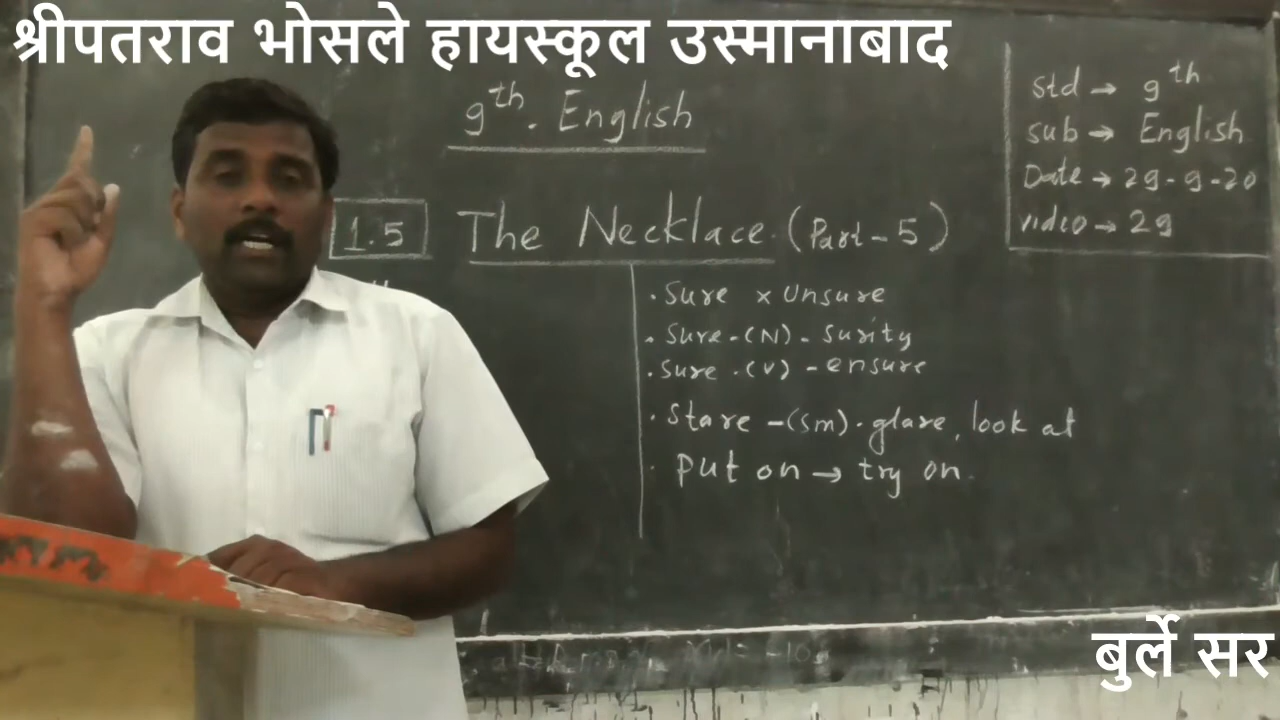 श्रीपतराव भोसले हायस्कूल उस्मानाबाद
9th. English
Std → 9th
Sub → English
Date → 29-9-20
video → 29
1.5 The Necklace. (Part-5)
. Sure x Unsure
. Sure-(N)- Surity
. Sure -(V) - ensure
. Stare -(Sm). glare, look at
. Put on → try on.
बुर्ले सर